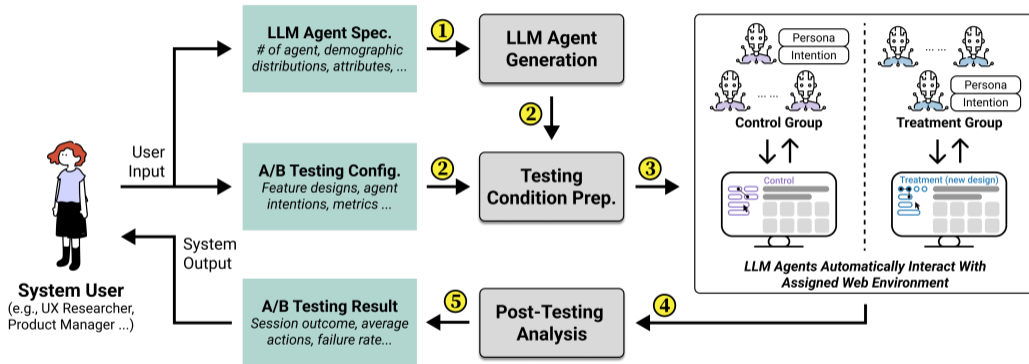 LLM Agent Spec.
# of agent, demographic
distributions, attributes, ...
1
LLM Agent
Generation
2
User
Input
A/B Testing Config.
Feature designs, agent
intentions, metrics ...
2
Testing
Condition Prep.
3
Persona
Intention
... ...
Control Group
... ...
Persona
Intention
Treatment Group
Control
Treatment (new design)
LLM Agents Automatically Interact With
Assigned Web Environment
System
Output
System User
(e.g., UX Researcher,
Product Manager ...)
A/B Testing Result
Session outcome, average
actions, failure rate...
5
Post-Testing
Analysis
4